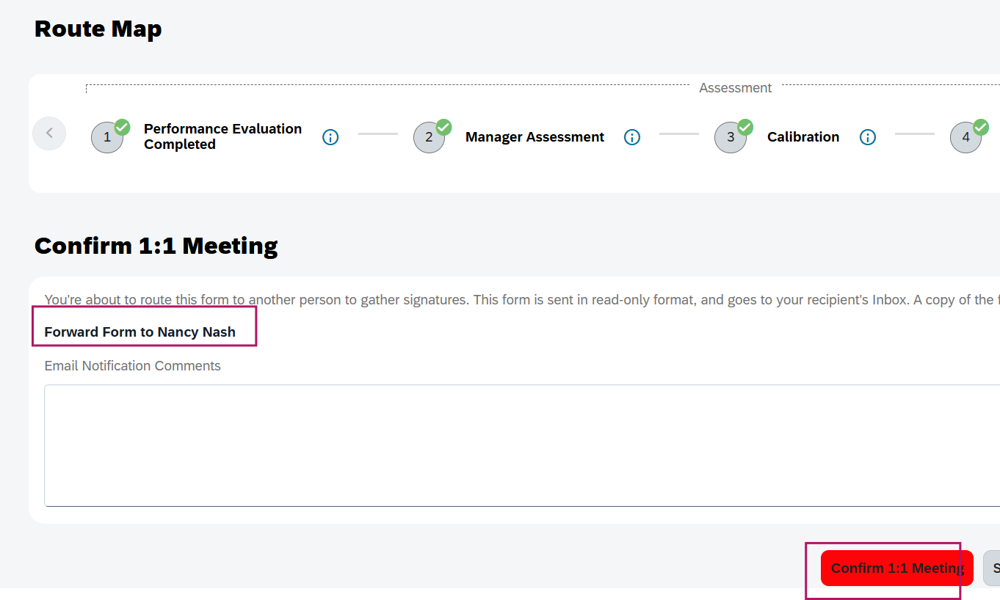 Route Map
Assessment
1
Performance Evaluation
Completed
2
Manager Assessment
3
Calibration
4
Confirm 1:1 Meeting
You're about to route this form to another person to gather signatures. This form is sent in read-only format, and goes to your recipient's Inbox. A copy of the
Forward Form to Nancy Nash
Email Notification Comments
Confirm 1:1 Meeting